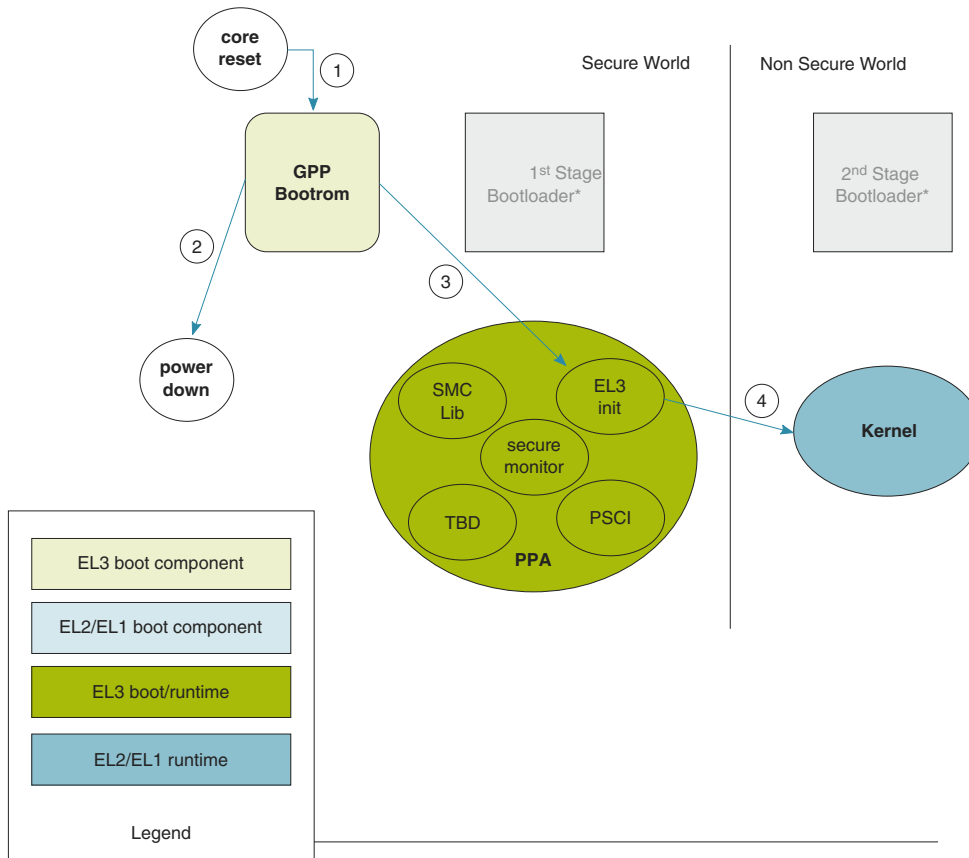 core
reset
1
Secure World
Non Secure World
GPP
Bootrom
1st Stage
Bootloader*
2nd Stage
Bootloader*
2
3
power
down
SMC
Lib
EL3
init
4
secure
monitor
Kernel
TBD
PSCI
PPA
EL3 boot component
EL2/EL1 boot component
EL3 boot/runtime
EL2/EL1 runtime
Legend